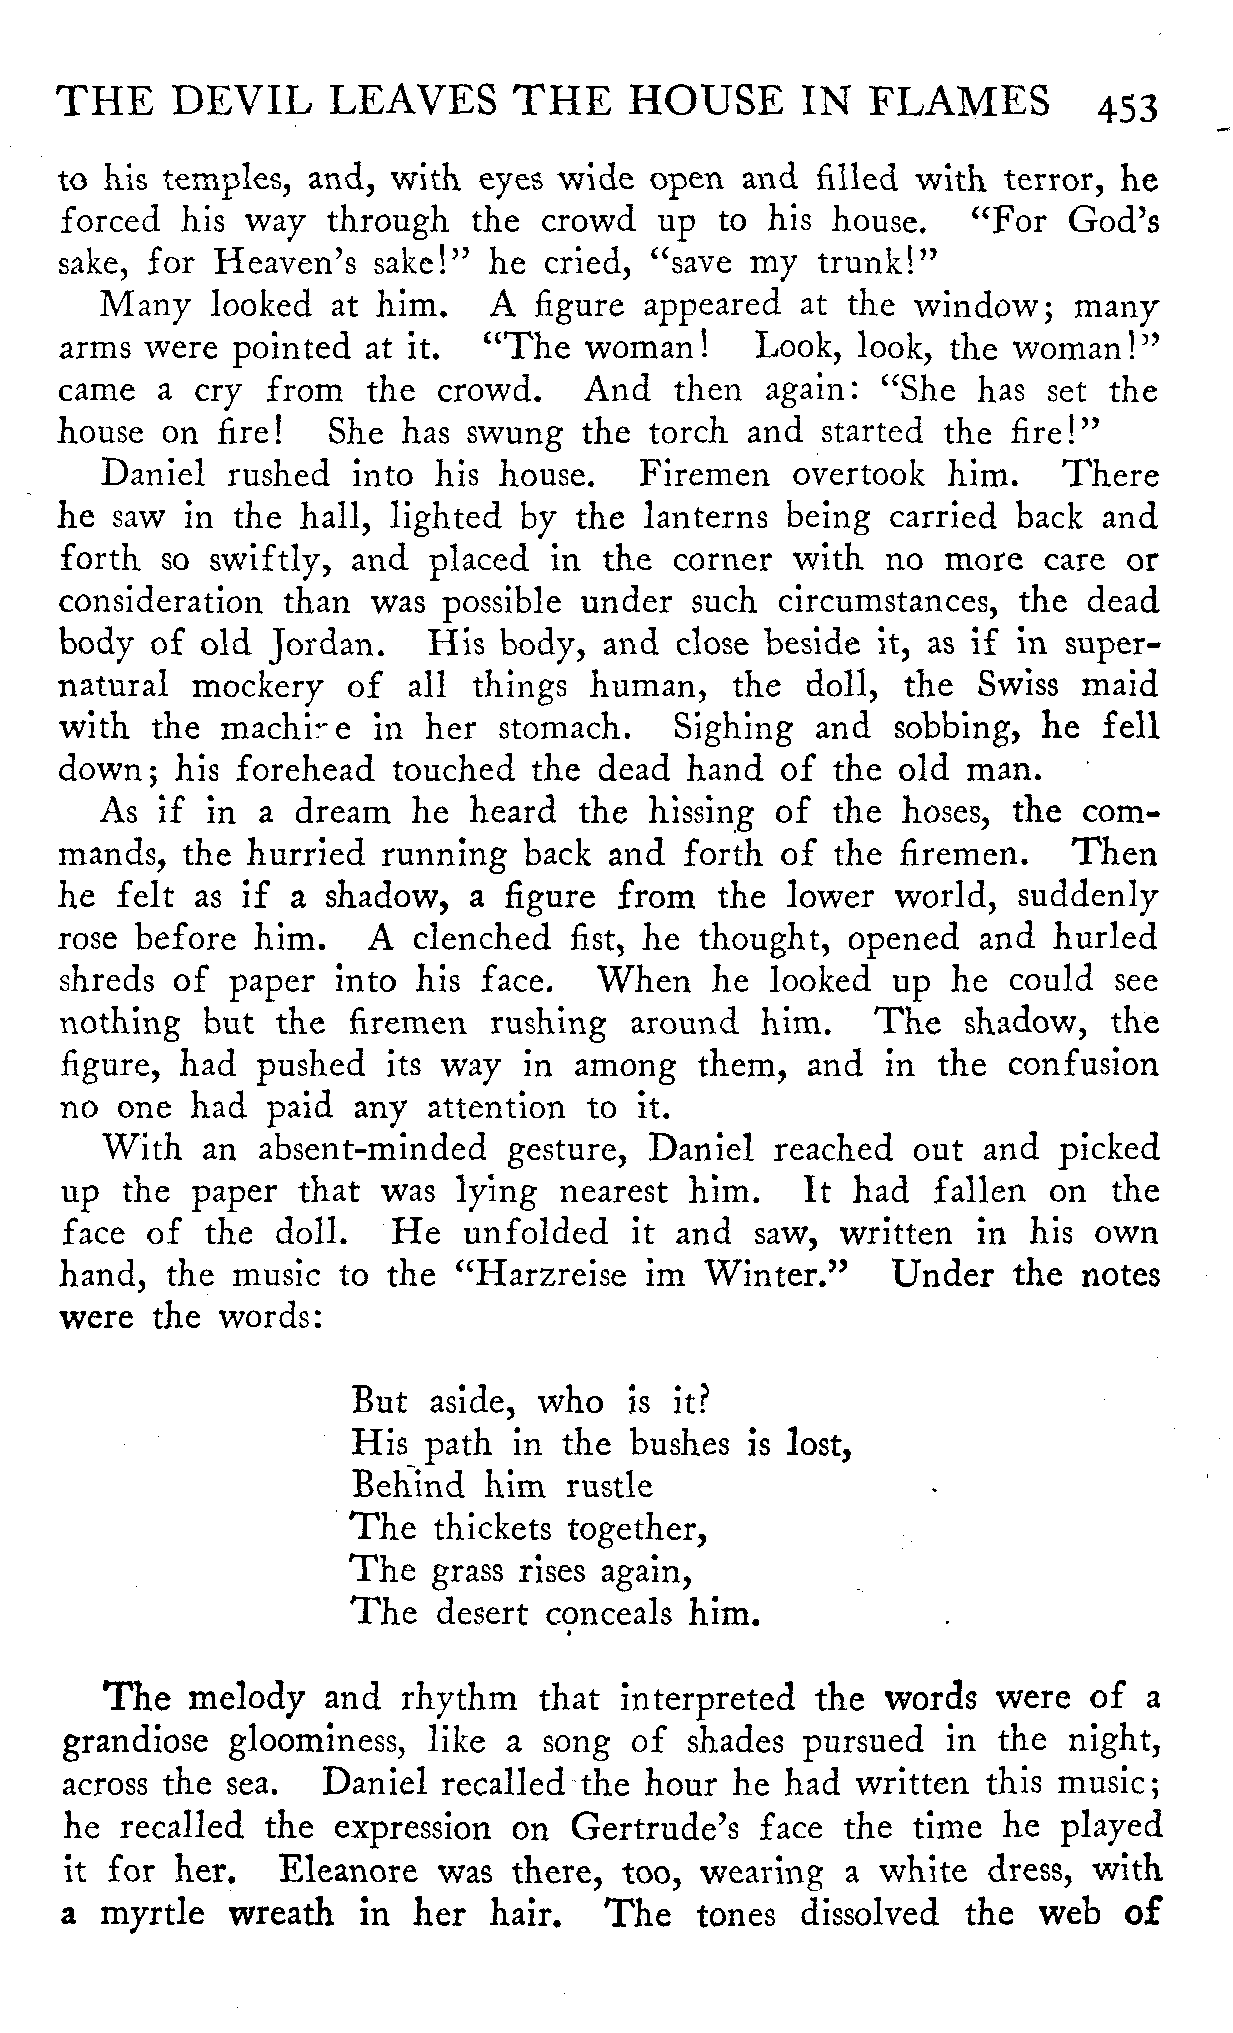 THE DEVIL LEAVES THE HOUSE IN FLAMES 453
to his temples, and, with eyes wide open and filled with terror, he
forced his way through the crowd up to his house. "For God's
sake, for Heaven's sake!" he cried, "save my trunk!"
Many looked at him. A figure appeared at the window; many
arms were pointed at it. "The woman! Look, look, the woman!"
came a cry from the crowd. And then again: "She has set the
house on fire! She has swung the torch and started the fire!"
Daniel rushed into his house. Firemen overtook him. There
he saw in the hall, lighted by the lanterns being carried back and
forth so swiftly, and placed in the corner with no more care or
consideration than was possible under such circumstances, the dead
body of old Jordan. His body, and close beside it, as if in super-
natural mockery of all things human, the doll, the Swiss maid
with the machine in her stomach. Sighing and sobbing, he fell
down; his forehead touched the dead hand of the old man.
As if in a dream he heard the hissing of the hoses, the com-
mands, the hurried running back and forth of the firemen. Then
he felt as if a shadow, a figure from the lower world, suddenly
rose before him. A clenched fist, he thought, opened and hurled
shreds of paper into his face. When he looked up he could see
nothing but the firemen rushing around him. The shadow, the
figure, had pushed its way in among them, and in the confusion
no one had paid any attention to it.
With an absent-minded gesture, Daniel reached out and picked
up the paper that was lying nearest him. It had fallen on the
face of the doll. He unfolded it and saw, written in his own
hand, the music to the "Harzreise im Winter." Under the notes
were the words:
But aside, who is it?
His path in the bushes is lost,
Behind him rustle
The thickets together,
The grass rises again,
The desert conceals him.
The melody and rhythm that interpreted the words were of a
grandiose gloominess, like a song of shades pursued in the night,
across the sea. Daniel recalled the hour he had written this music;
he recalled the expression on Gertrude's face the time he played
it for her. Eleanore was there, too, wearing a white dress, with
a myrtle wreath in her hair. The tones dissolved the web of